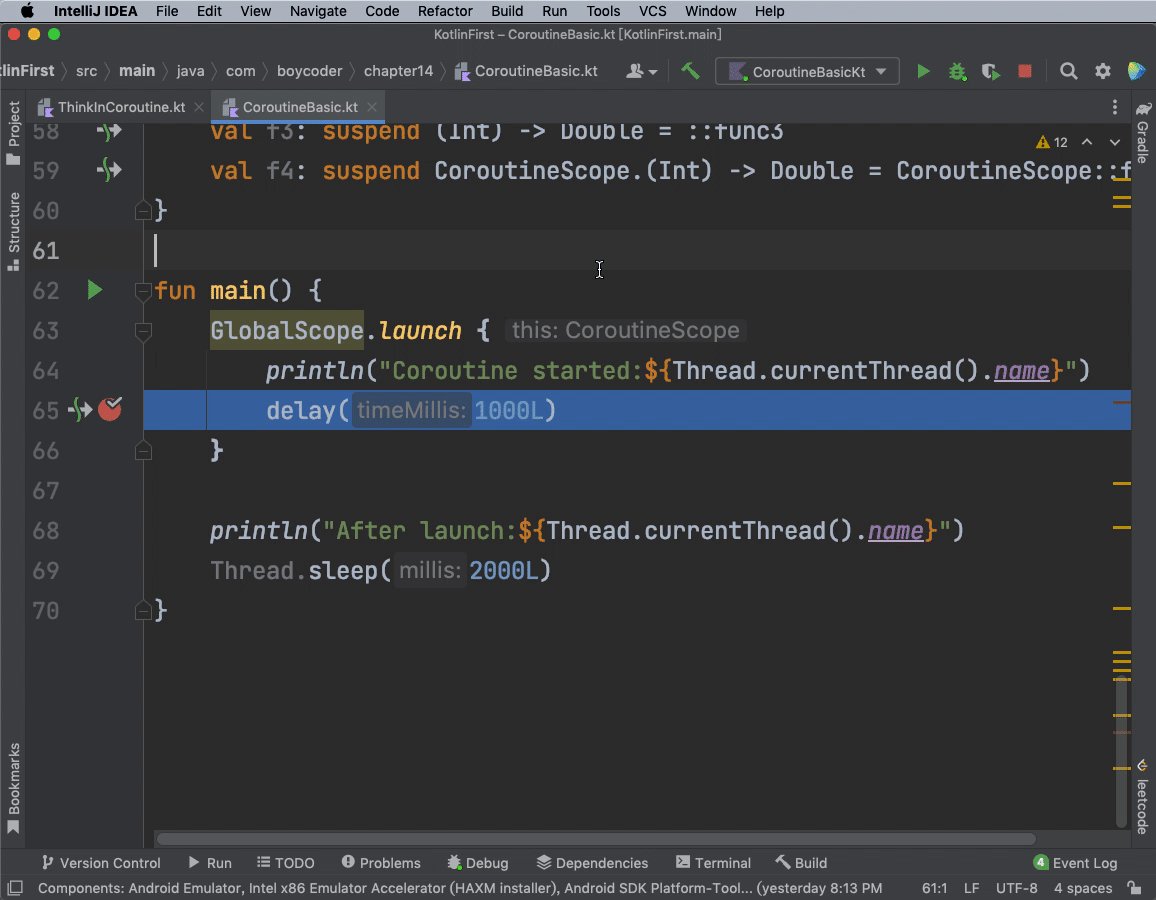 IntelliJ IDEA File Edit View Navigate Code Refactor Build Run Tools VCS Window Help
KotlinFirst – CoroutineBasic.kt [KotlinFirst.main]
tlinFirst src main java com boycoder chapter14 CoroutineBasic.kt CoroutineBasicKt
ThinkInCoroutine.kt CoroutineBasic.kt
Project
Structure
Bookmarks
Gradle
leetcode
12
58 val f3: suspend (Int) -> Double = ::func3
59 val f4: suspend CoroutineScope.(Int) -> Double = CoroutineScope::f
60 }
61
62 fun main() {
63 GlobalScope.launch { this: CoroutineScope
64 println("Coroutine started:${Thread.currentThread().name}")
65 delay( timeMillis: 1000L)
66 }
67
68 println("After launch:${Thread.currentThread().name}")
69 Thread.sleep( millis: 2000L)
70 }
Version Control Run TODO Problems Debug Dependencies Terminal Build 4 Event Log
Components: Android Emulator, Intel x86 Emulator Accelerator (HAXM installer), Android SDK Platform-Tool... (yesterday 8:13 PM 61:1 LF UTF-8 4 spaces